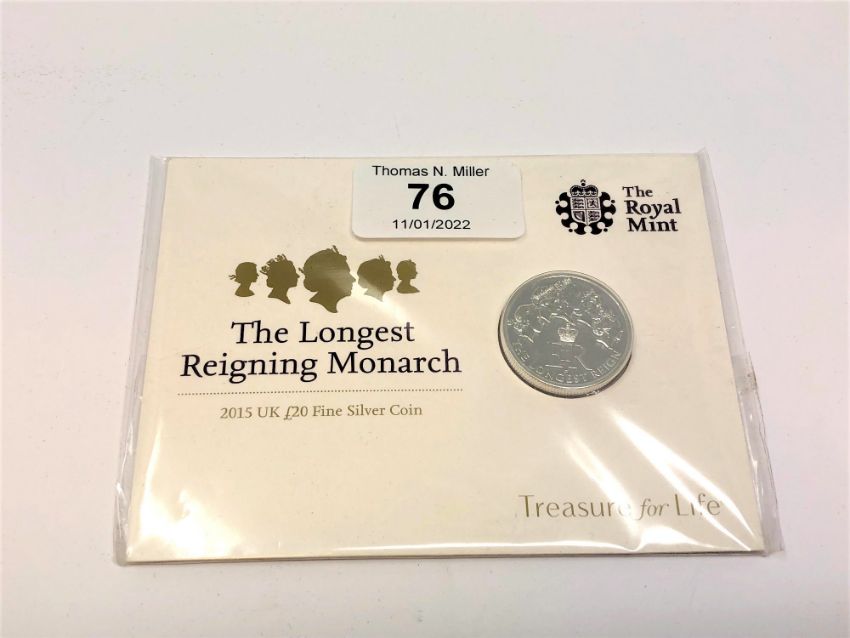 Thomas N. Miller
76
11/01/2022
The
Royal
Mint
The Longest
Reigning Monarch
2015 UK £20 Fine Silver Coin
ER
THE LONGEST REIGN
Treasure for Life